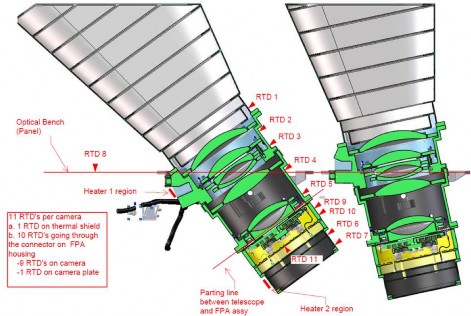 RTD 1
RTD 2
RTD 3
RTD 4
RTD 5
RTD 9
RTD 10
RTD 6
RTD 7
RTD 11
Optical Bench
(Panel)
RTD 8
Heater 1 region
11 RTD's per camera
a. 1 RTD on thermal shield
b. 10 RTD's going through
the connector on FPA
housing
-9 RTD's on camera
-1 RTD on camera plate
Parting line
between telescope
and FPA assy
Heater 2 region